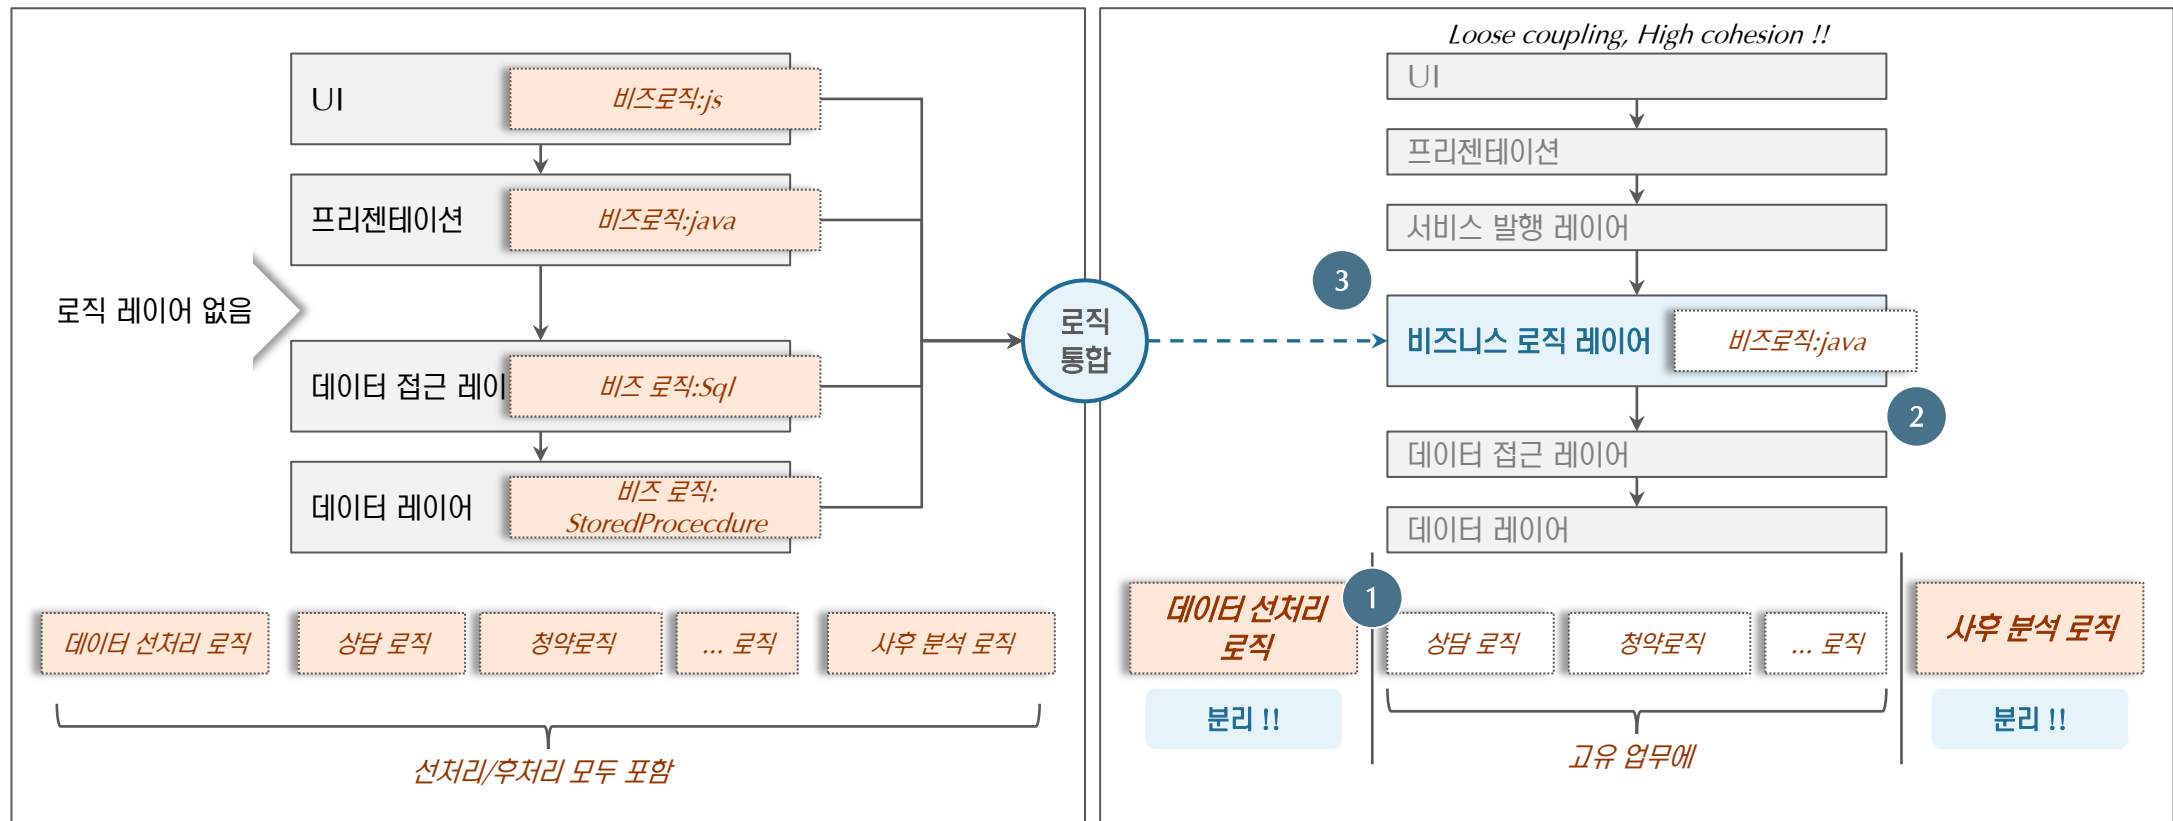 UI
비즈로직:js
프리젠테이션
비즈로직:java
로직 레이어 없음
데이터 접근 레이
비즈 로직:Sql
데이터 레이어
비즈 로직:
StoredProcecdure
데이터 선처리 로직
상담 로직
청약로직
... 로직
사후 분석 로직
선처리/후처리 모두 포함
로직
통합
Loose coupling, High cohesion !!
UI
프리젠테이션
서비스 발행 레이어
3
비즈니스 로직 레이어
비즈로직:java
2
데이터 접근 레이어
데이터 레이어
1
데이터 선처리
로직
상담 로직
청약로직
... 로직
사후 분석 로직
분리 !!
분리 !!
고유 업무에